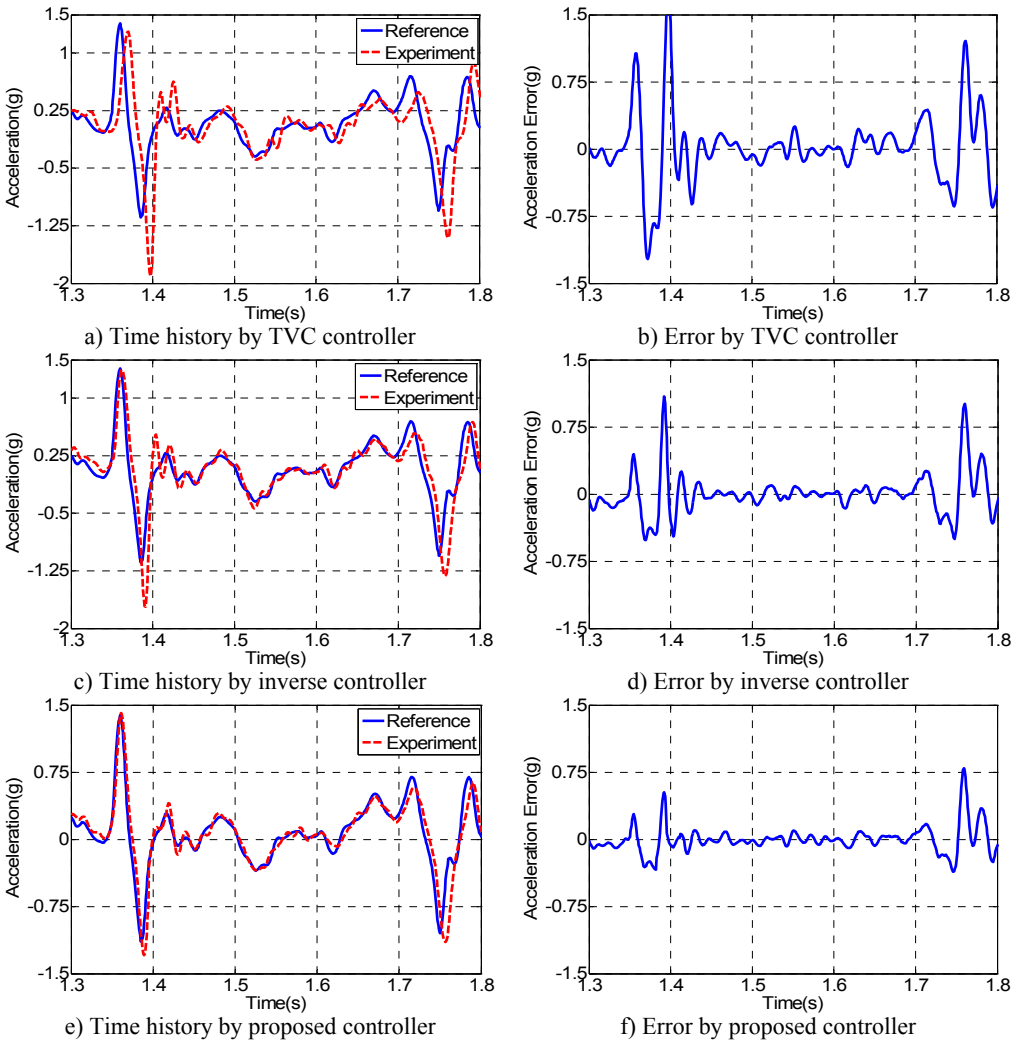 1.5
1
0.25
-0.5
-1.25
-2
Acceleration(g)
Reference
Experiment
1.3 1.4 1.5 1.6 1.7 1.8
Time(s)
a) Time history by TVC controller
1.5
0.75
0
-0.75
-1.5
Acceleration Error(g)
1.3 1.4 1.5 1.6 1.7 1.8
Time(s)
b) Error by TVC controller
1.5
1
0.25
-0.5
-1.25
-2
Acceleration(g)
Reference
Experiment
1.3 1.4 1.5 1.6 1.7 1.8
Time(s)
c) Time history by inverse controller
1.5
0.75
0
-0.75
-1.5
Acceleration Error(g)
1.3 1.4 1.5 1.6 1.7 1.8
Time(s)
d) Error by inverse controller
1.5
0.75
0
-0.75
-1.5
Acceleration(g)
Reference
Experiment
1.3 1.4 1.5 1.6 1.7 1.8
Time(s)
e) Time history by proposed controller
1.5
0.75
0
-0.75
-1.5
Acceleration Error(g)
1.3 1.4 1.5 1.6 1.7 1.8
Time(s)
f) Error by proposed controller